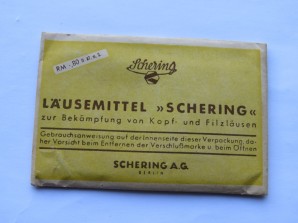 RM -,80 o.R.n.S.
Schering
LÄUSEMITTEL »SCHERING«
zur Bekämpfung von Kopf- und Filzläusen
Gebrauchsanweisung auf der Innenseite dieser Verpackung, da-
her Vorsicht beim Entfernen der Verschlußmarke u. beim Öffnen
SCHERING A.G.
BERLIN